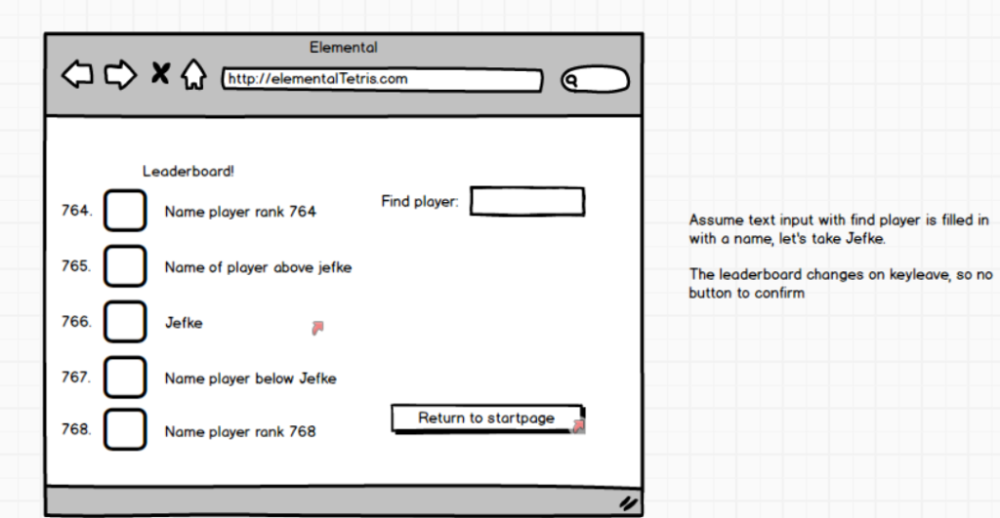 Elemental
http://elementalTetris.com
Leaderboard!
764.
Name player rank 764
Find player:
765.
Name of player above jefke
766.
Jefke
767.
Name player below Jefke
768.
Name player rank 768
Return to startpage
Assume text input with find player is filled in
with a name, let's take Jefke.
The leaderboard changes on keyleave, so no
button to confirm